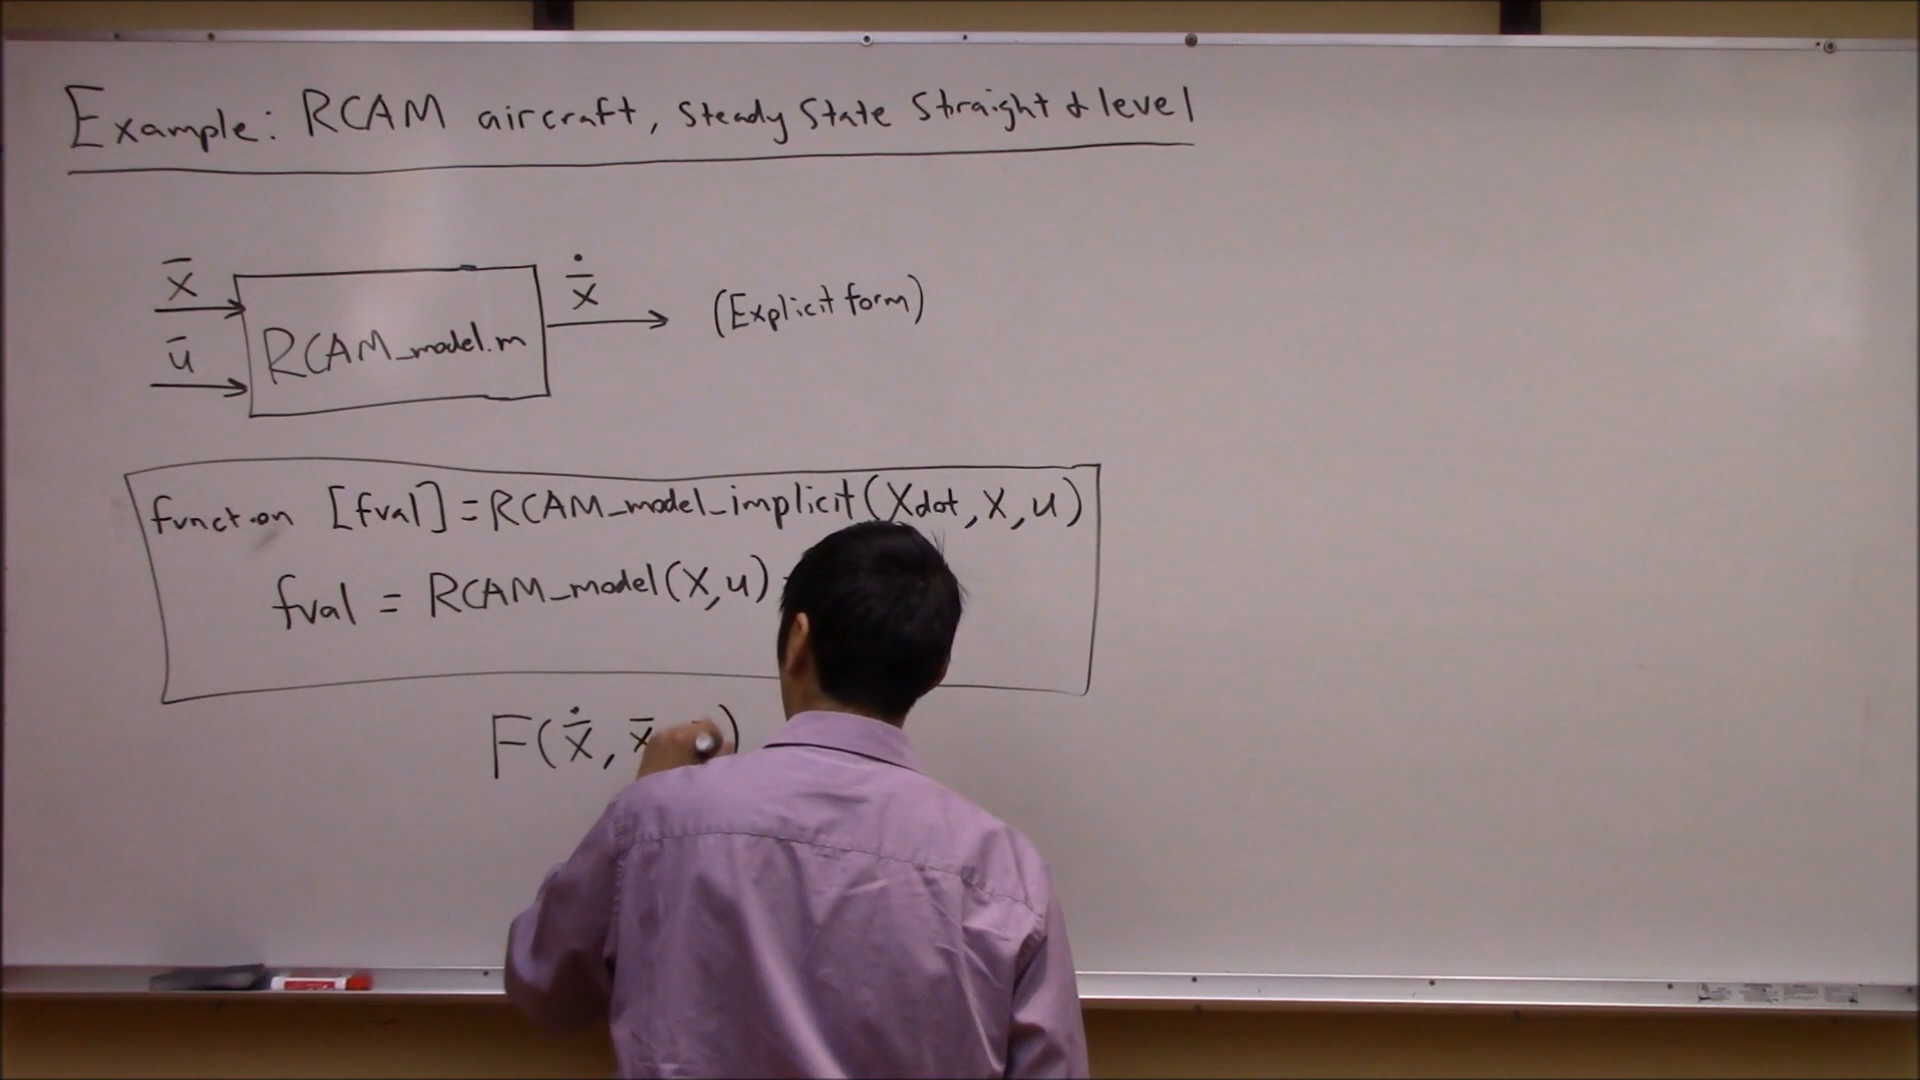 Example: RCAM aircraft, Steady State Straight & level
x̄
ū
RCAM_model.m
ẋ̄
(Explicit form)
function [fval] = RCAM_model_implicit(Xdot, X, u)
fval = RCAM_model(X,u)
F(ẋ̄, x̄ )